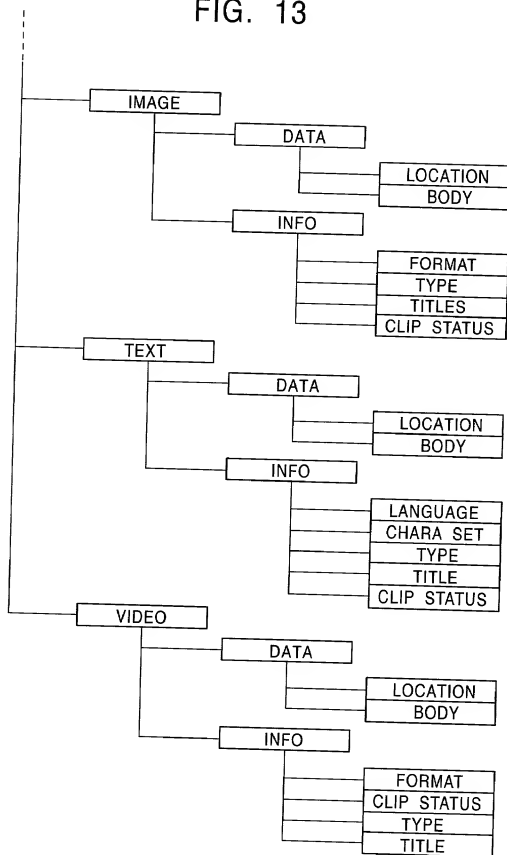 FIG. 13
IMAGE
DATA
LOCATION
BODY
INFO
FORMAT
TYPE
TITLES
CLIP STATUS
TEXT
DATA
LOCATION
BODY
INFO
LANGUAGE
CHARA SET
TYPE
TITLE
CLIP STATUS
VIDEO
DATA
LOCATION
BODY
INFO
FORMAT
CLIP STATUS
TYPE
TITLE